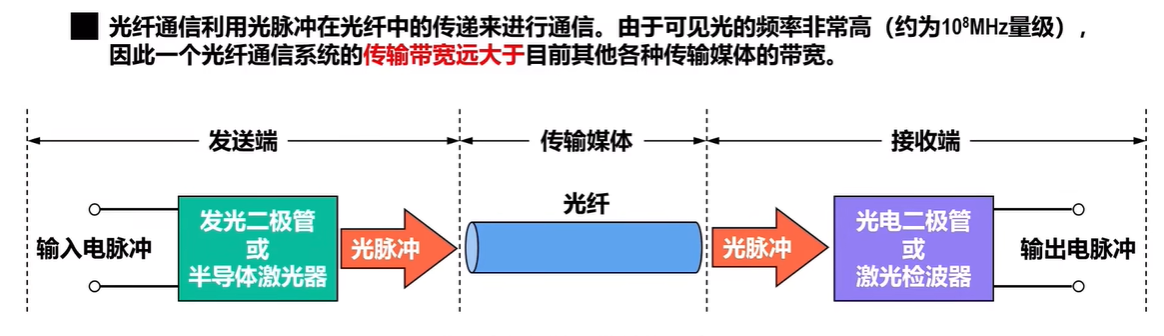 光纤通信利用光脉冲在光纤中的传递来进行通信。由于可见光的频率非常高（约为10⁸MHz量级），
因此一个光纤通信系统的传输带宽远大于目前其他各种传输媒体的带宽。
发送端
传输媒体
接收端
输入电脉冲
发光二极管
或
半导体激光器
光脉冲
光纤
光脉冲
光电二极管
或
激光检波器
输出电脉冲